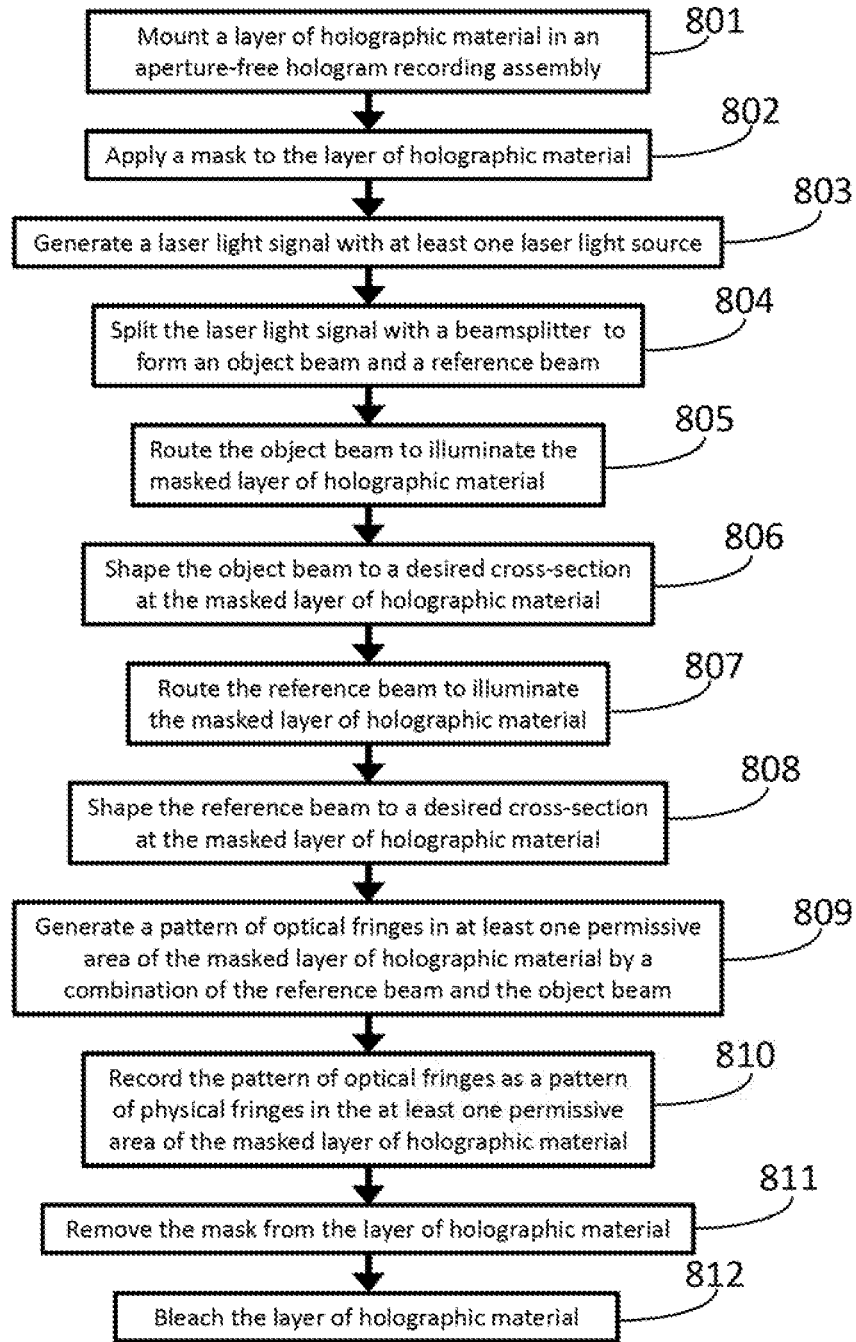 801
Mount a layer of holographic material in an
aperture-free hologram recording assembly
802
Apply a mask to the layer of holographic material
803
Generate a laser light signal with at least one laser light source
804
Split the laser light signal with a beamsplitter to
form an object beam and a reference beam
805
Route the object beam to illuminate the
masked layer of holographic material
806
Shape the object beam to a desired cross-section
at the masked layer of holographic material
807
Route the reference beam to illuminate
the masked layer of holographic material
808
Shape the reference beam to a desired cross-section
at the masked layer of holographic material
809
Generate a pattern of optical fringes in at least one permissive
area of the masked layer of holographic material by a
combination of the reference beam and the object beam
810
Record the pattern of optical fringes as a pattern
of physical fringes in the at least one permissive
area of the masked layer of holographic material
811
Remove the mask from the layer of holographic material
812
Bleach the layer of holographic material